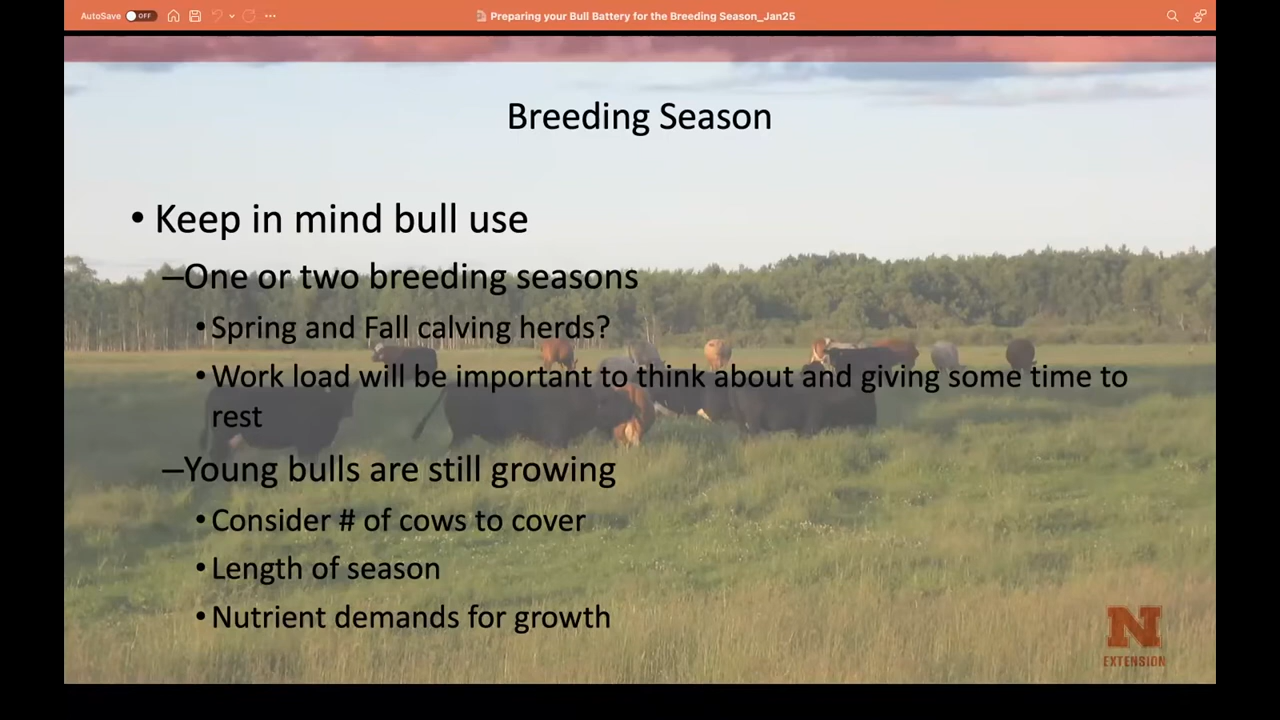 AutoSave OFF
Preparing your Bull Battery for the Breeding Season_Jan25
Breeding Season
• Keep in mind bull use
–One or two breeding seasons
• Spring and Fall calving herds?
• Work load will be important to think about and giving some time to
rest
–Young bulls are still growing
• Consider # of cows to cover
• Length of season
• Nutrient demands for growth
N
EXTENSION